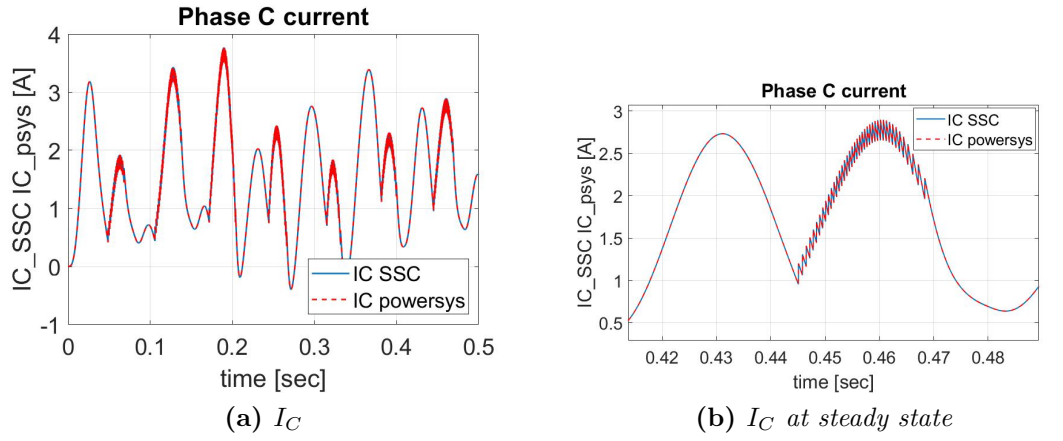 Phase C current
IC_SSC IC_psys [A]
4
3
2
1
0
-1
IC SSC
IC powersys
0
0.1
0.2
0.3
0.4
0.5
time [sec]
(a) I_C
Phase C current
IC_SSC IC_psys [A]
3
2.5
2
1.5
1
0.5
IC SSC
IC powersys
0.42
0.43
0.44
0.45
0.46
0.47
0.48
time [sec]
(b) I_C at steady state